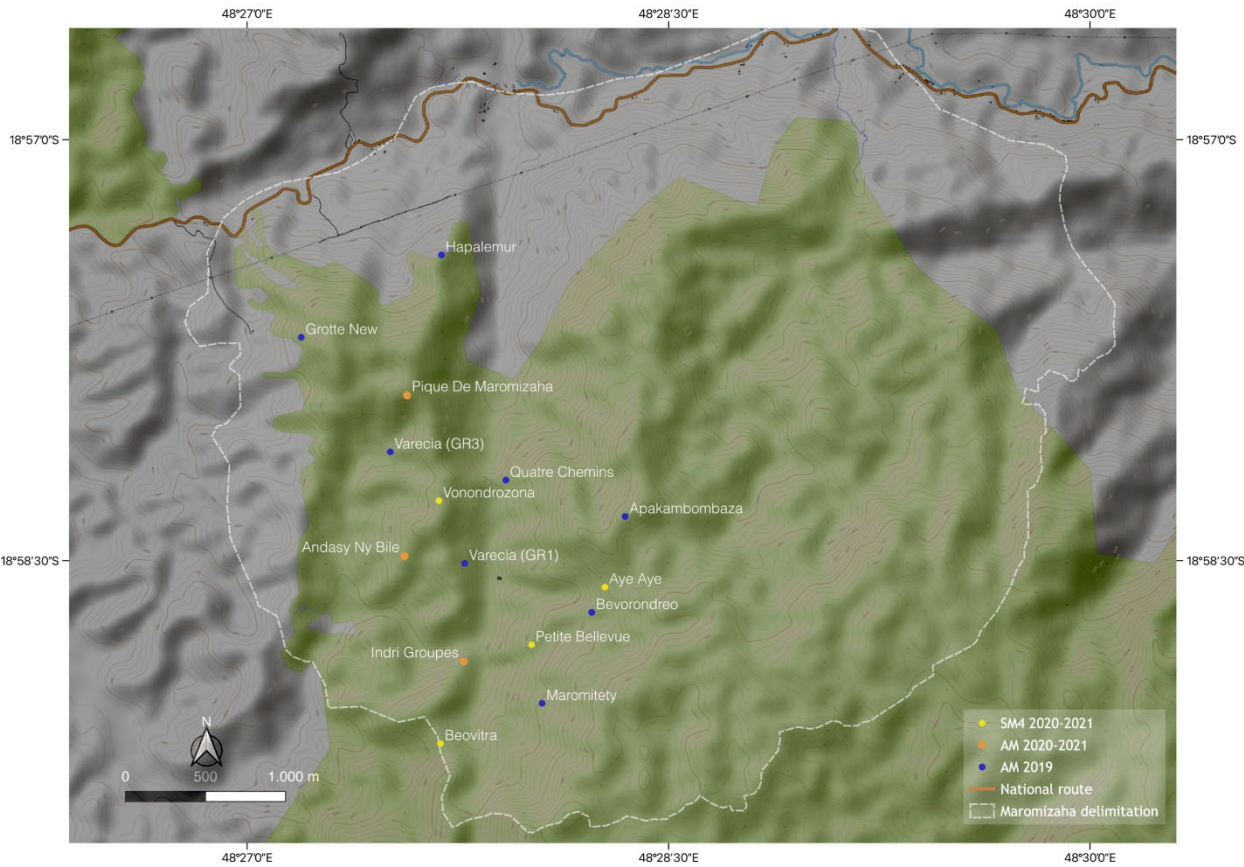 48°27'0"E
48°28'30"E
48°30'0"E
18°57'0"S
18°57'0"S
Hapalemur
Grotte New
Pique De Maromizaha
Varecia (GR3)
Quatre Chemins
Vonondrozona
Apakambombaza
Andasy Ny Bile
18°58'30"S
Varecia (GR1)
18°58'30"S
Aye Aye
Bevorondreo
Petite Bellevue
Indri Groupes
Maromitety
Beovitra
N
0 500 1.000 m
SM4 2020-2021
AM 2020-2021
AM 2019
National route
Maromizaha delimitation
48°27'0"E
48°28'30"E
48°30'0"E